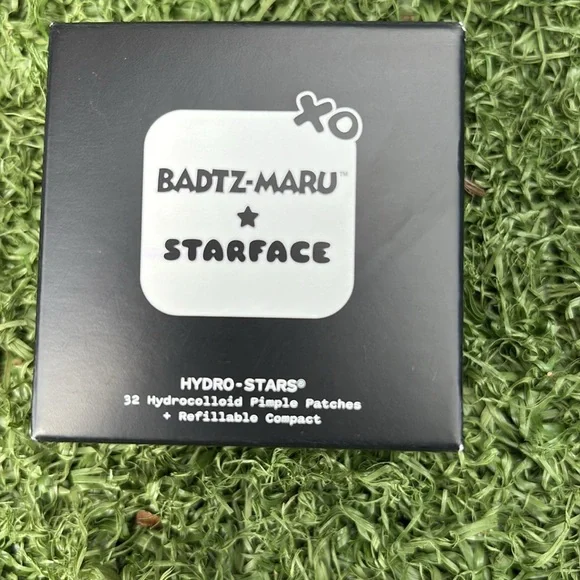 XO
BADTZ-MARU™
★
STARFACE
HYDRO-STARS®
32 Hydrocolloid Pimple Patches
+ Refillable Compact